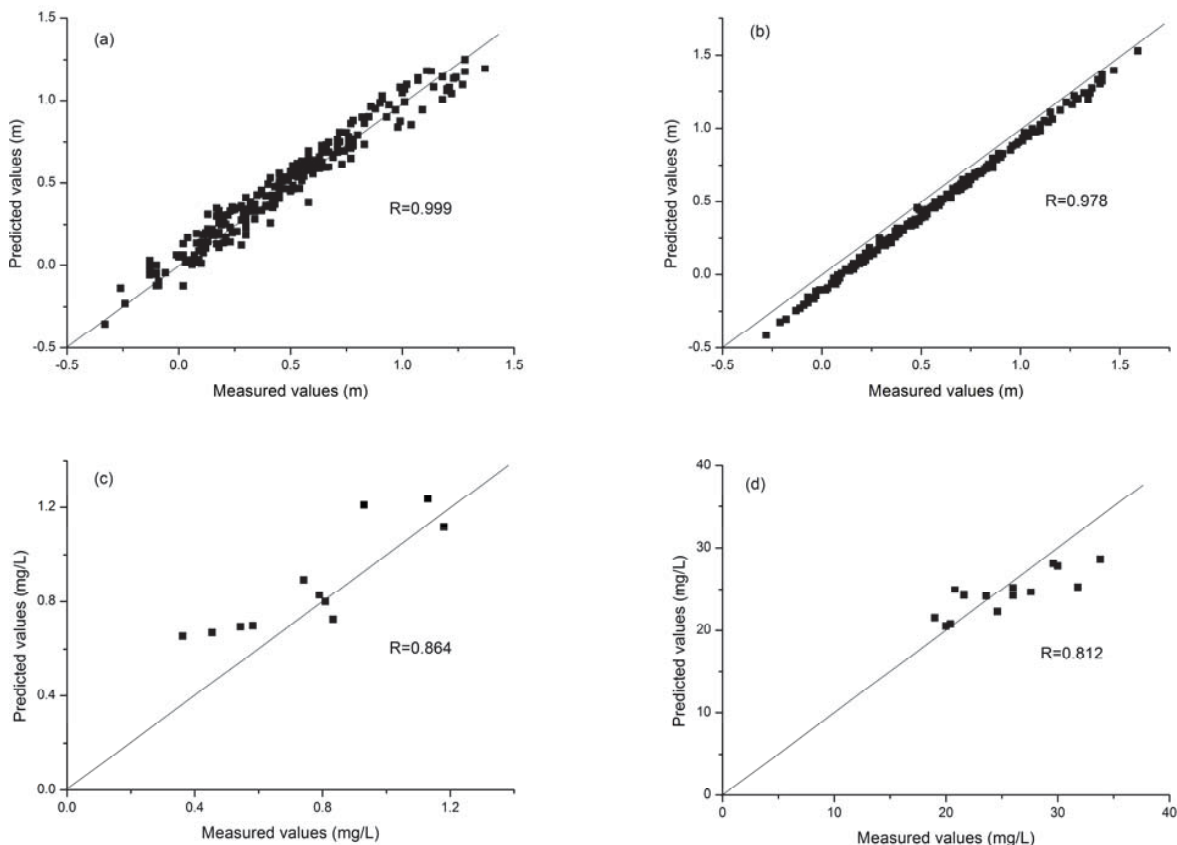 (a)
1.5
1.0
0.5
0.0
-0.5
-0.5
0.0
0.5
1.0
1.5
Predicted values (m)
Measured values (m)
R=0.999
(b)
1.5
1.0
0.5
0.0
-0.5
-0.5
0.0
0.5
1.0
1.5
Predicted values (m)
Measured values (m)
R=0.978
(c)
1.2
0.8
0.4
0.0
0.0
0.4
0.8
1.2
Predicted values (mg/L)
Measured values (mg/L)
R=0.864
(d)
40
30
20
10
0
0
10
20
30
40
Predicted values (mg/L)
Measured values (mg/L)
R=0.812